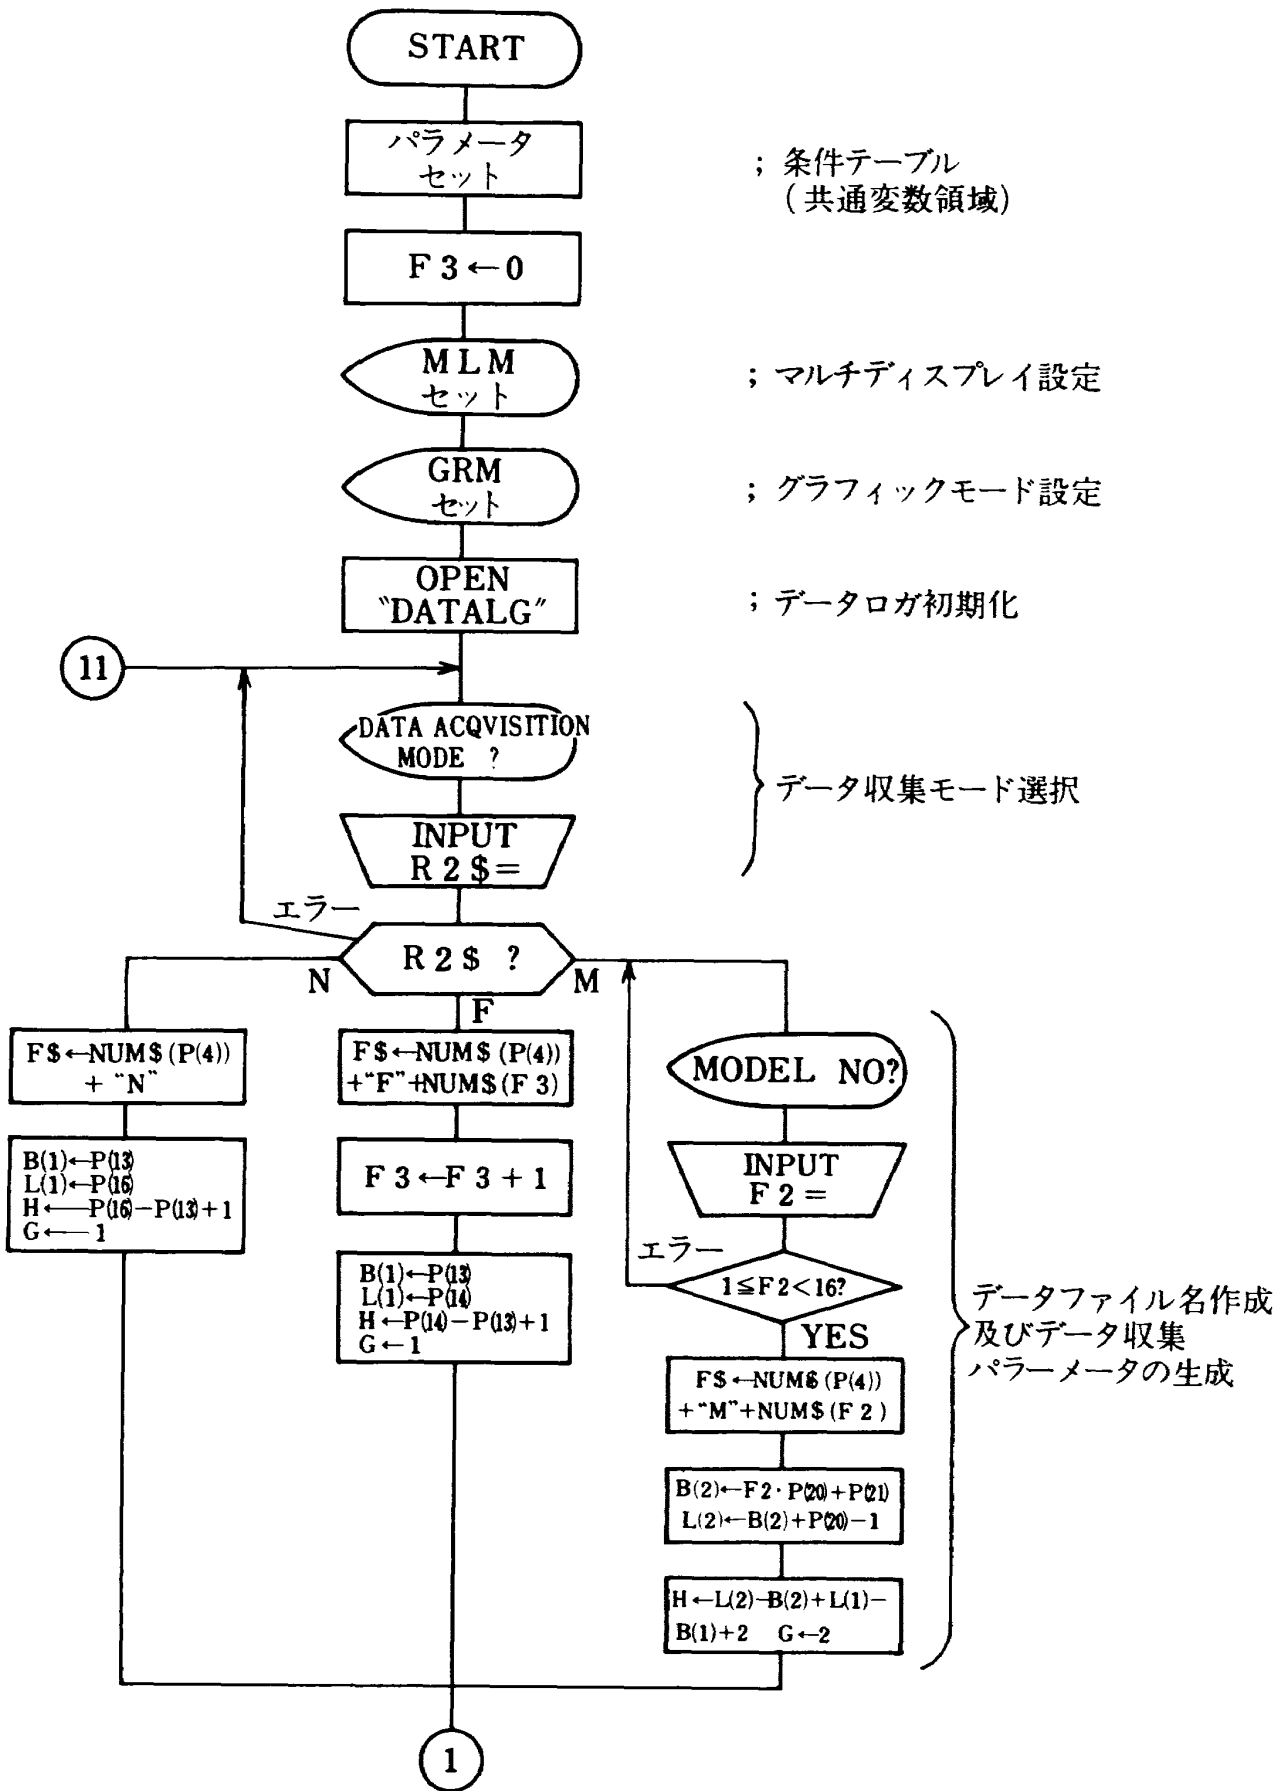 START
パラメータ
セット
; 条件テーブル
(共通変数領域)
F3←0
MLM
セット
; マルチディスプレイ設定
GRM
セット
; グラフィックモード設定
OPEN
"DATALG"
; データロガ初期化
11
DATA ACQVISITION
MODE ?
INPUT
R2$=
データ収集モード選択
エラー
R2$ ?
N
F
M
F$←NUM$(P(4))
+ "N"
B(1)←P(13)
L(1)←P(16)
H←P(16)-P(13)+1
G←1
F$←NUM$(P(4))
+"F"+NUM$(F3)
F3←F3+1
B(1)←P(13)
L(1)←P(14)
H←P(14)-P(13)+1
G←1
MODEL NO?
INPUT
F2=
エラー
1≦F2<16?
YES
F$←NUM$(P(4))
+"M"+NUM$(F2)
B(2)←F2・P(20)+P(21)
L(2)←B(2)+P(20)-1
H←L(2)-B(2)+L(1)-
B(1)+2 G←2
データファイル名作成
及びデータ収集
パラーメータの生成
1